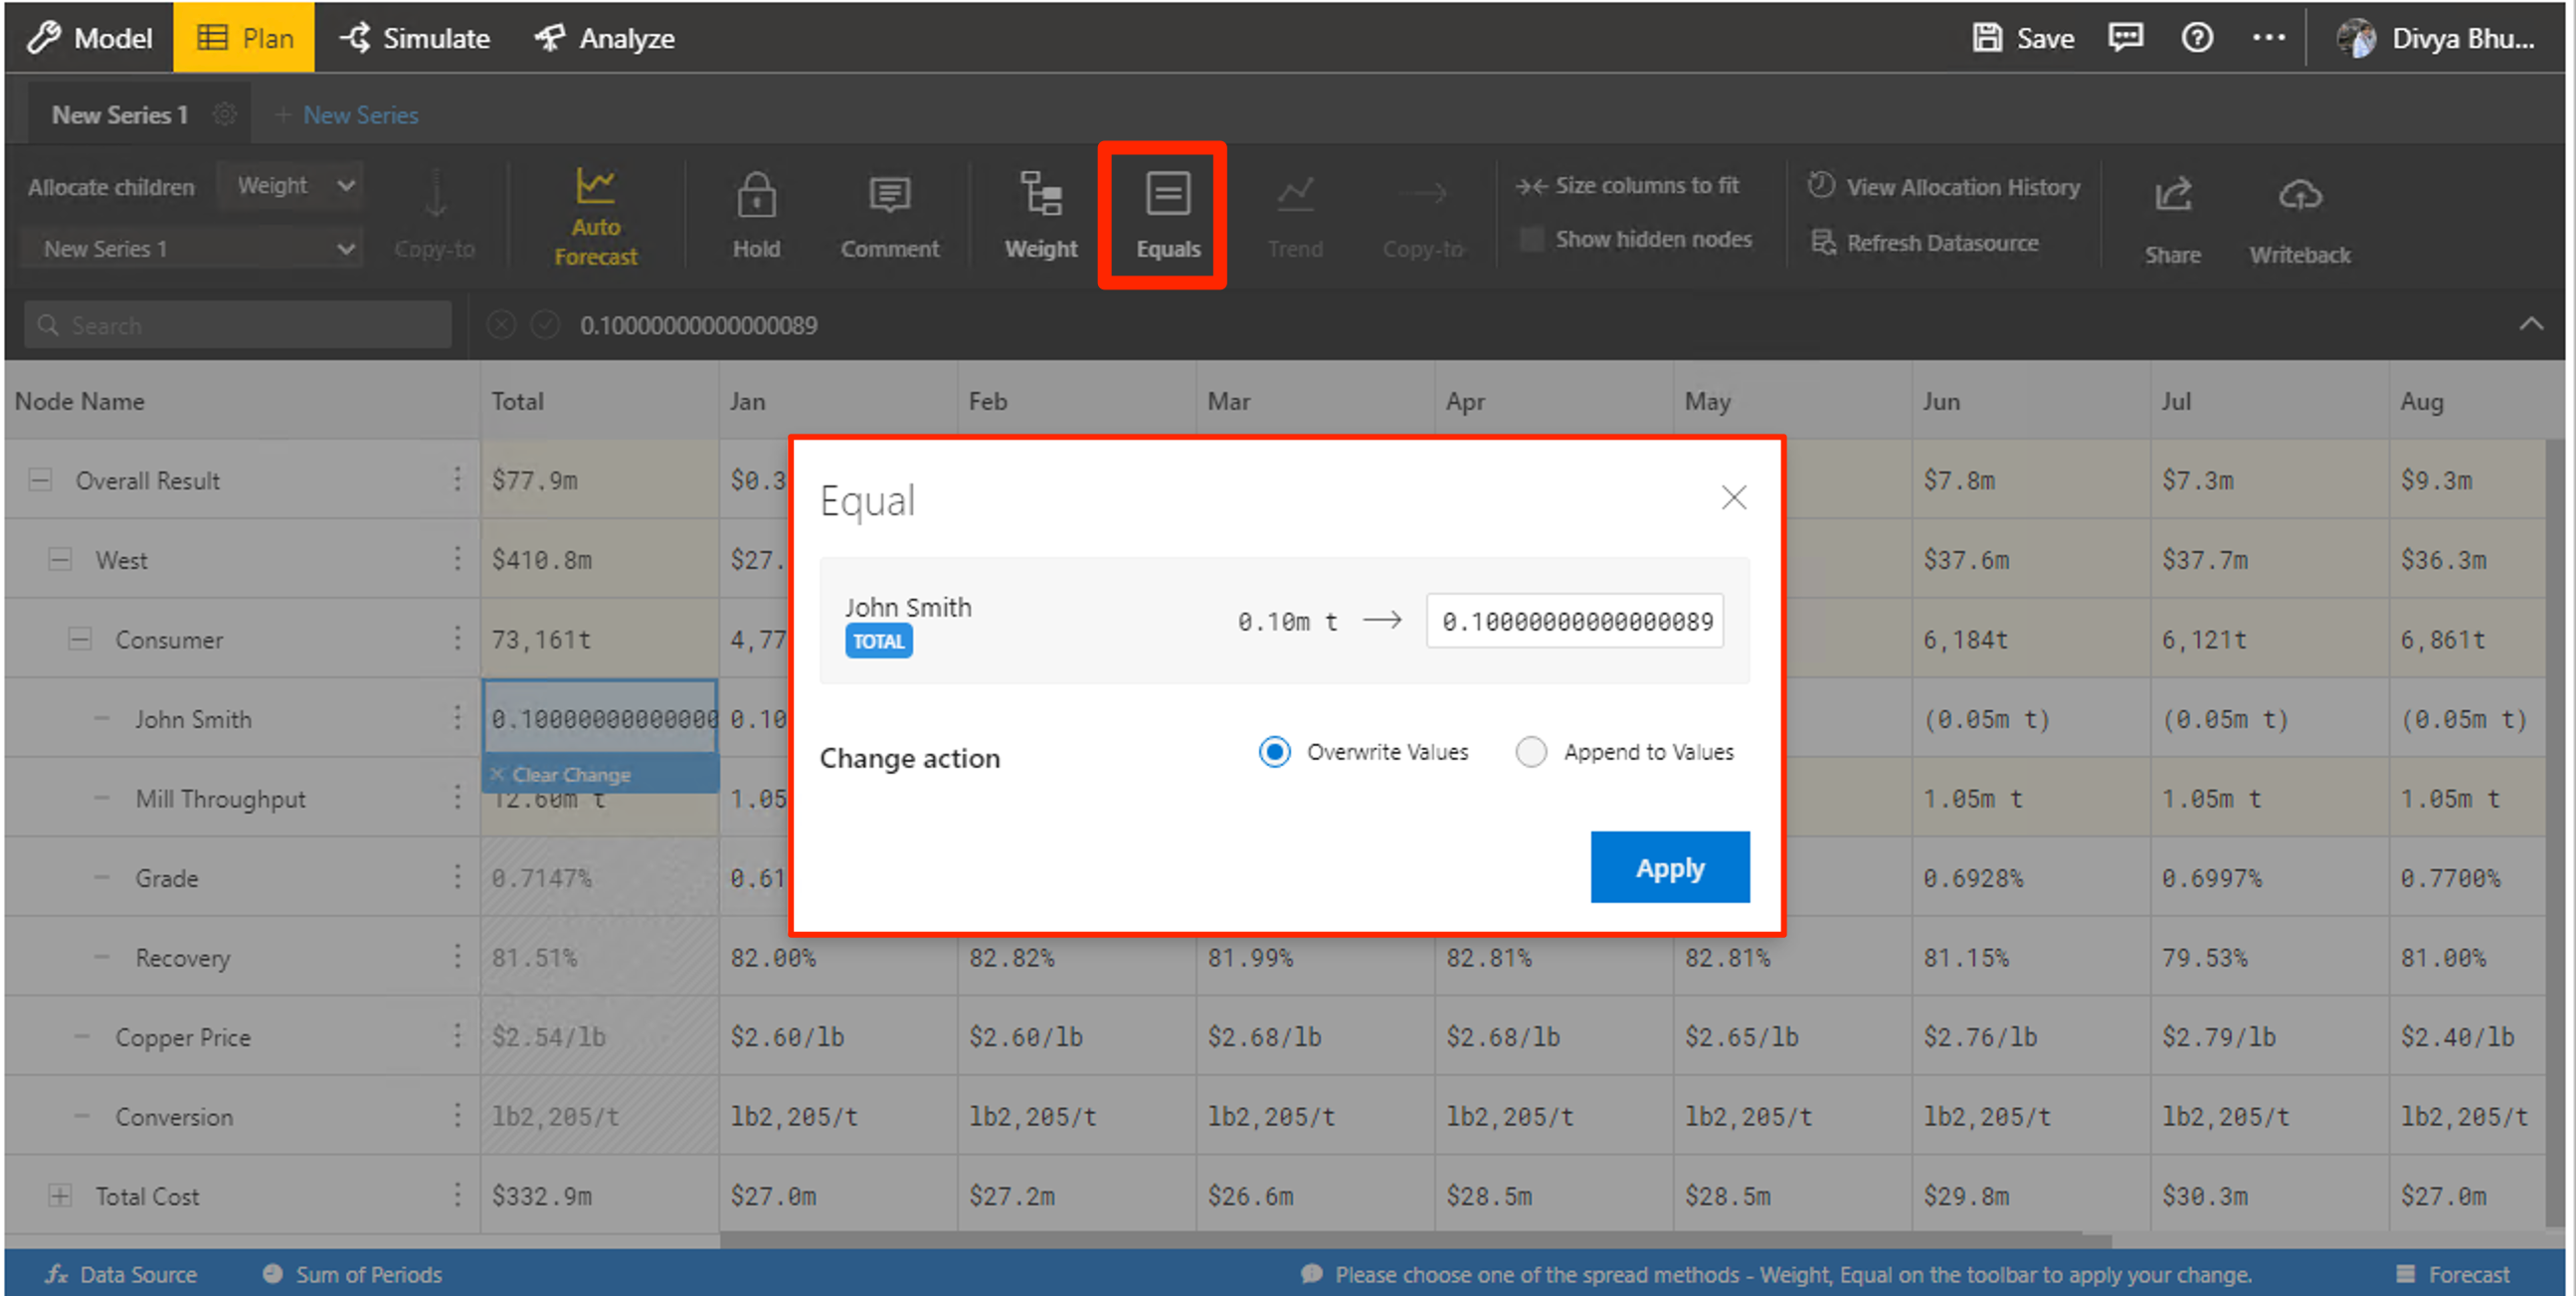 Model Plan Simulate Analyze Save Divya Bhu...
New Series 1 + New Series
Allocate children Weight
New Series 1
Copy-to
Auto
Forecast
Hold
Comment
Weight
Equals
Trend
Copy-to
Size columns to fit
Show hidden nodes
View Allocation History
Refresh Datasource
Share
Writeback
Search 0.10000000000000089
Node Name Total Jan Feb Mar Apr May Jun Jul Aug
Overall Result $77.9m $0.3 $7.8m $7.3m $9.3m
West $410.8m $27. $37.6m $37.7m $36.3m
Consumer 73,161t 4,77 6,184t 6,121t 6,861t
John Smith 0.10000000000000 0.10 (0.05m t) (0.05m t) (0.05m t)
Clear Change
Mill Throughput 12.60m t 1.05 1.05m t 1.05m t 1.05m t
Grade 0.7147% 0.61 0.6928% 0.6997% 0.7700%
Recovery 81.51% 82.00% 82.82% 81.99% 82.81% 82.81% 81.15% 79.53% 81.00%
Copper Price $2.54/lb $2.60/lb $2.60/lb $2.68/lb $2.68/lb $2.65/lb $2.76/lb $2.79/lb $2.40/lb
Conversion lb2,205/t lb2,205/t lb2,205/t lb2,205/t lb2,205/t lb2,205/t lb2,205/t lb2,205/t lb2,205/t
Total Cost $332.9m $27.0m $27.2m $26.6m $28.5m $28.5m $29.8m $30.3m $27.0m
Equal
John Smith
TOTAL
0.10m t → 0.10000000000000089
Change action Overwrite Values Append to Values
Apply
fx Data Source Sum of Periods Please choose one of the spread methods - Weight, Equal on the toolbar to apply your change. Forecast